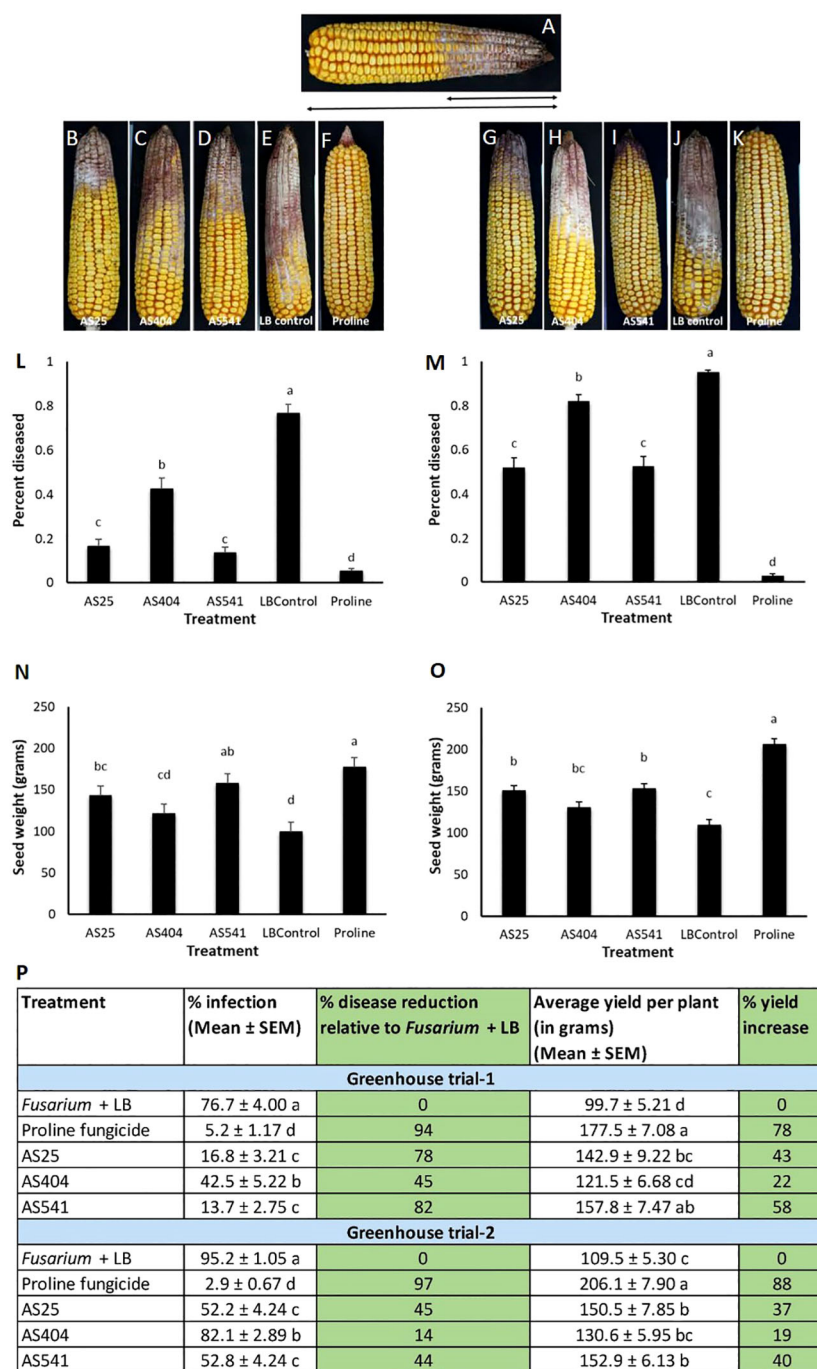 A
B C D E F G H I J K
AS25 AS404 AS541 LB control Proline AS25 AS404 AS541 LB control Proline
L
Percent diseased
1
0.8
0.6
0.4
0.2
0
a
b
c
c
d
AS25 AS404 AS541 LBControl Proline
Treatment
M
Percent diseased
1
0.8
0.6
0.4
0.2
0
c
b
c
a
d
AS25 AS404 AS541 LBControl Proline
Treatment
N
Seed weight (grams)
250
200
150
100
50
0
bc
cd
ab
d
a
AS25 AS404 AS541 LBControl Proline
Treatment
O
Seed weight (grams)
250
200
150
100
50
0
b
bc
b
c
a
AS25 AS404 AS541 LBControl Proline
Treatment
P
Treatment % infection % disease reduction Average yield per plant % yield
(Mean ± SEM) relative to Fusarium + LB (in grams) increase
(Mean ± SEM)
Greenhouse trial-1
Fusarium + LB 76.7 ± 4.00 a 0 99.7 ± 5.21 d 0
Proline fungicide 5.2 ± 1.17 d 94 177.5 ± 7.08 a 78
AS25 16.8 ± 3.21 c 78 142.9 ± 9.22 bc 43
AS404 42.5 ± 5.22 b 45 121.5 ± 6.68 cd 22
AS541 13.7 ± 2.75 c 82 157.8 ± 7.47 ab 58
Greenhouse trial-2
Fusarium + LB 95.2 ± 1.05 a 0 109.5 ± 5.30 c 0
Proline fungicide 2.9 ± 0.67 d 97 206.1 ± 7.90 a 88
AS25 52.2 ± 4.24 c 45 150.5 ± 7.85 b 37
AS404 82.1 ± 2.89 b 14 130.6 ± 5.95 bc 19
AS541 52.8 ± 4.24 c 44 152.9 ± 6.13 b 40